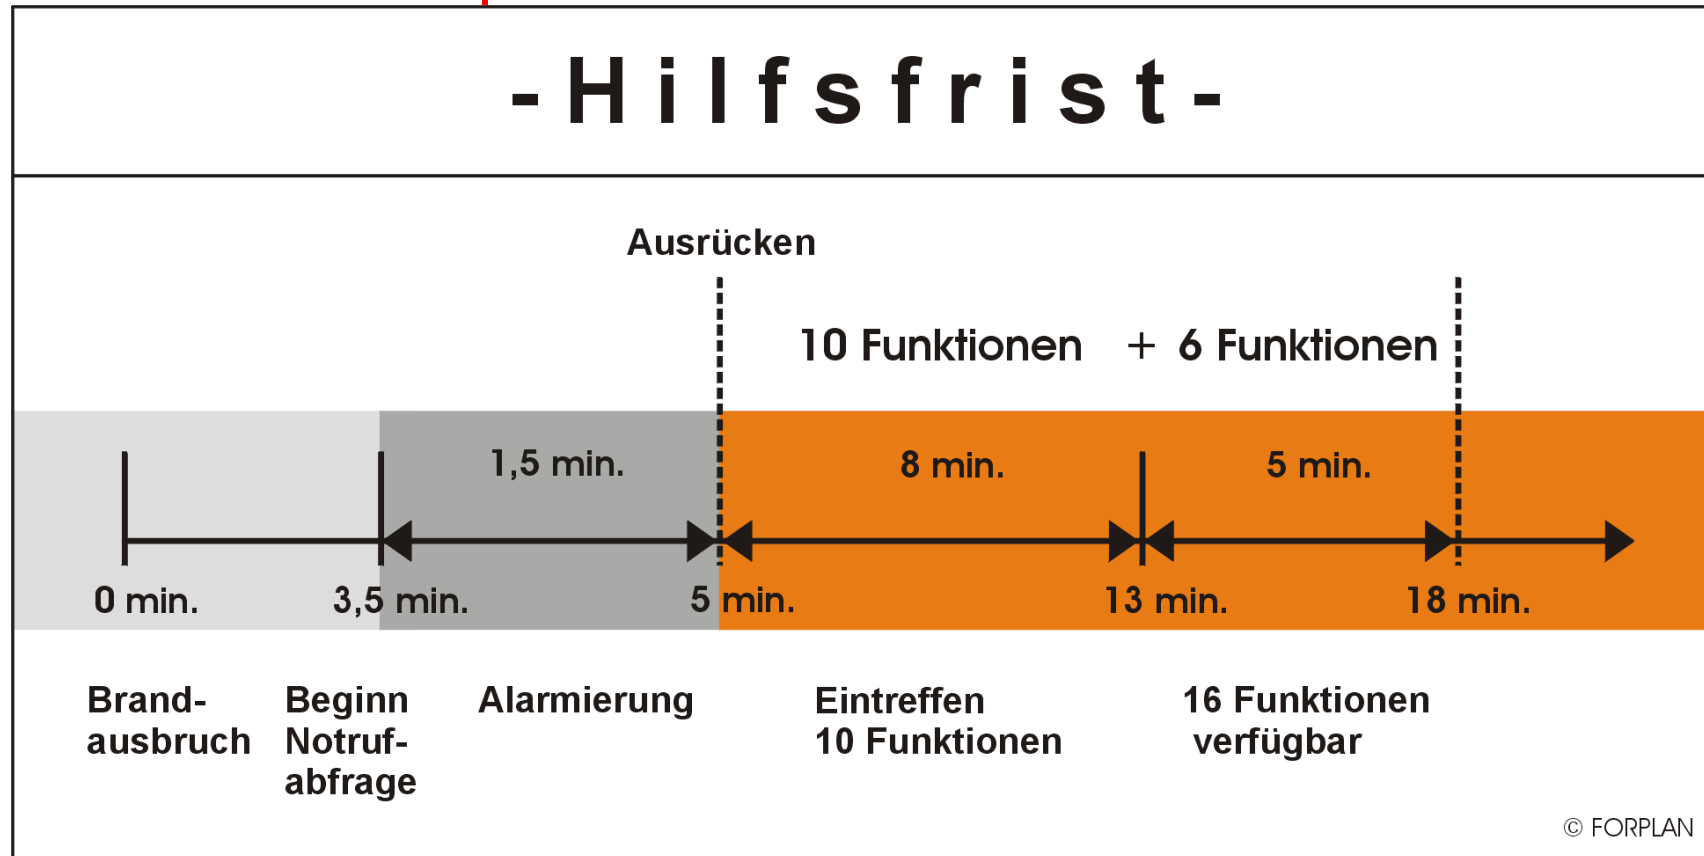 - H i l f s f r i s t -
Ausrücken
10 Funktionen + 6 Funktionen
1,5 min. 8 min. 5 min.
0 min. 3,5 min. 5 min. 13 min. 18 min.
Brand-
ausbruch
Beginn
Notruf-
abfrage
Alarmierung
Eintreffen
10 Funktionen
16 Funktionen
verfügbar
© FORPLAN